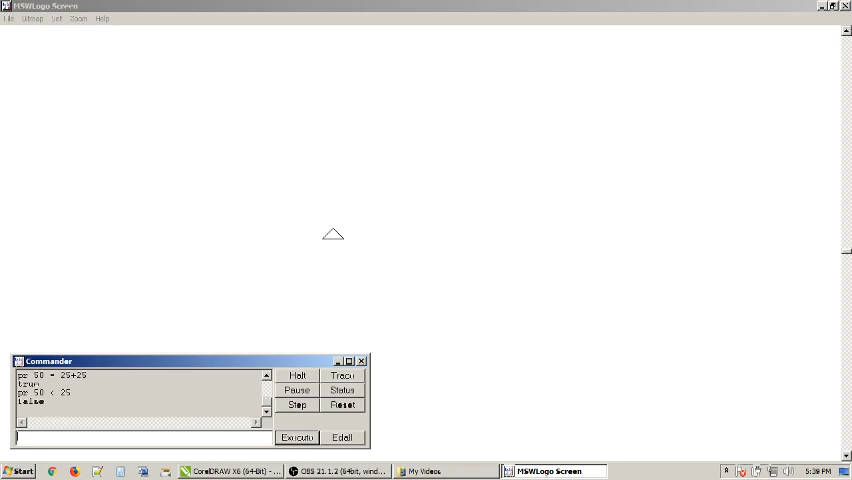 MSWLogo Screen
File Bitmap Set Zoom Help
Commander
pr 50 = 25+25
true
pr 50 < 25
false
Halt Trace
Pause Status
Step Reset
Execute Edall
Start CorelDRAW X6 (64-Bit) - ... OBS 21.1.2 (64bit, wind... My Videos MSWLogo Screen 5:39 PM